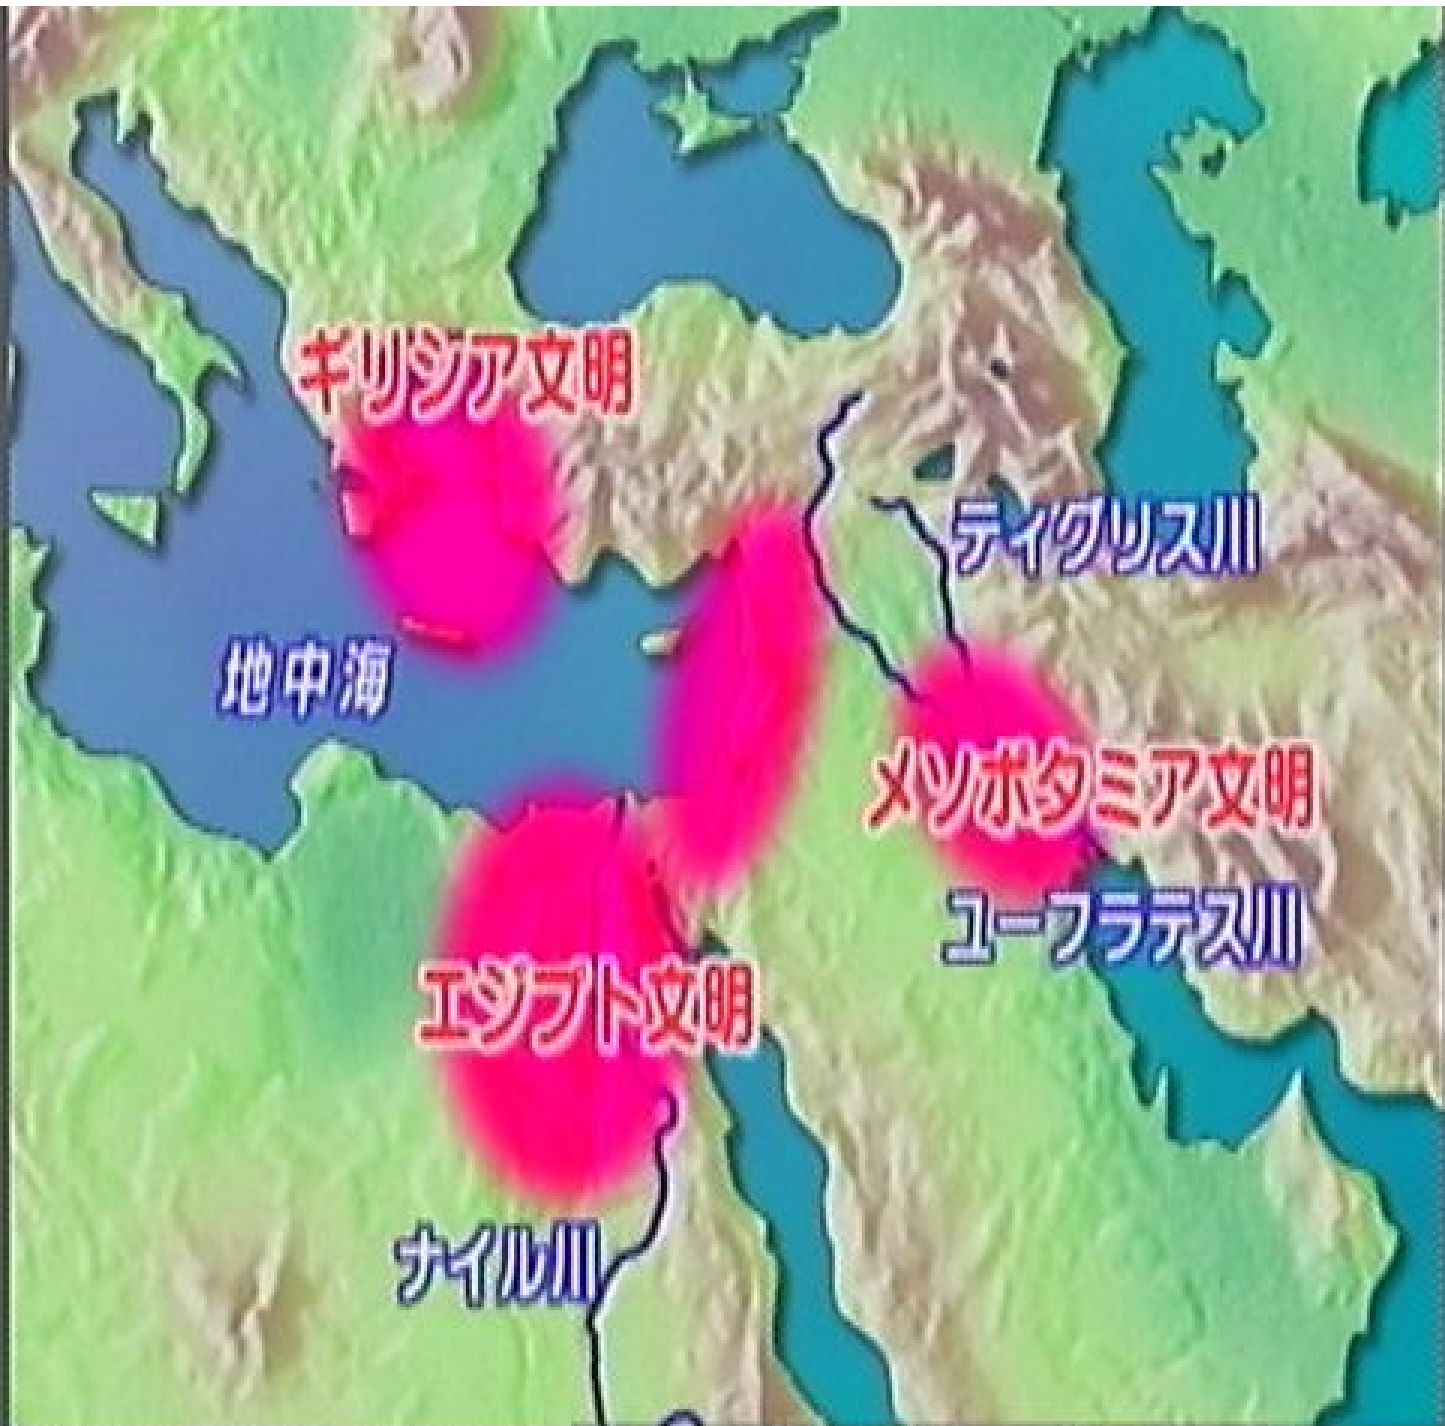 ギリジア文明
ティグリス川
地中海
メソポタミア文明
ユーフラテス川
エジプト文明
ナイル川